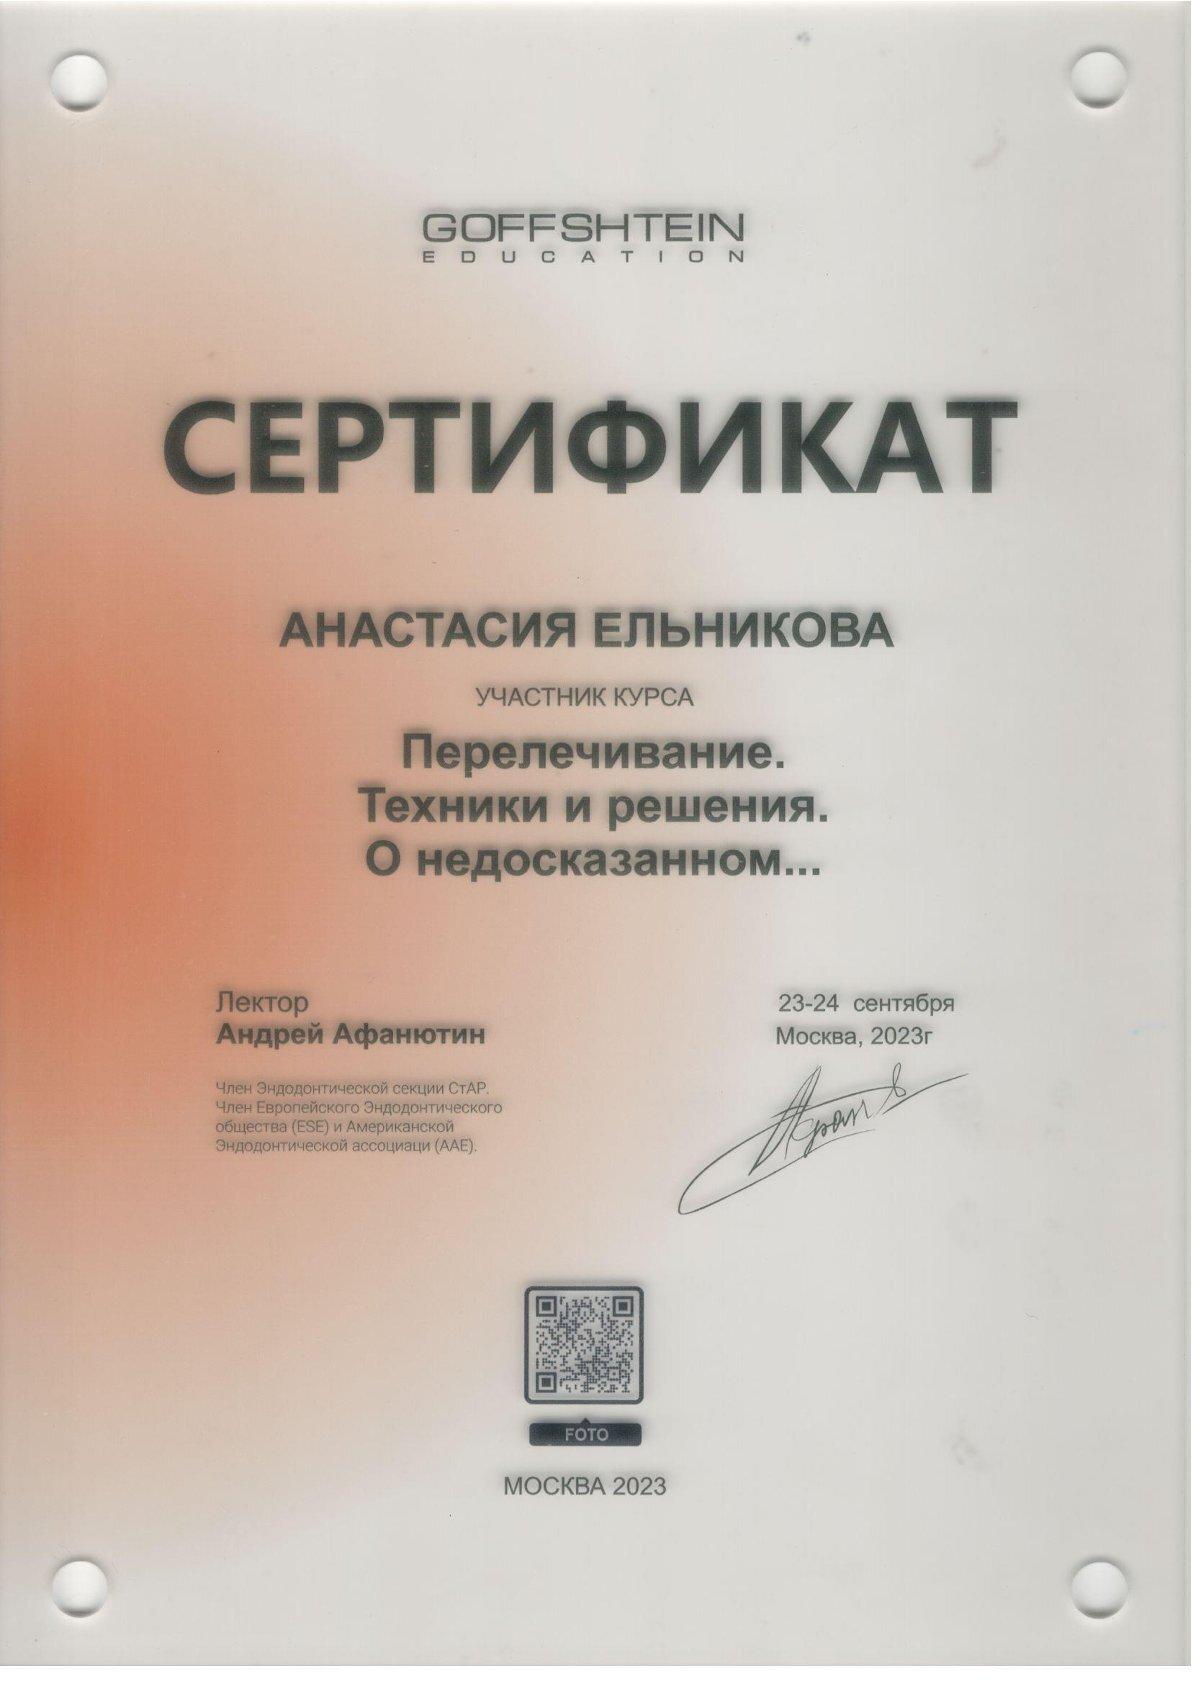 GOFFSHTEIN
EDUCATION
СЕРТИФИКАТ
АНАСТАСИЯ ЕЛЬНИКОВА
УЧАСТНИК КУРСА
Перелечивание.
Техники и решения.
О недосказанном...
Лектор
Андрей Афанютин
Член Эндодонтической секции СтАР.
Член Европейского Эндодонтического
общества (ESE) и Американской
Эндодонтической ассоциаци (AAE).
23-24 сентября
Москва, 2023г
FOTO
МОСКВА 2023